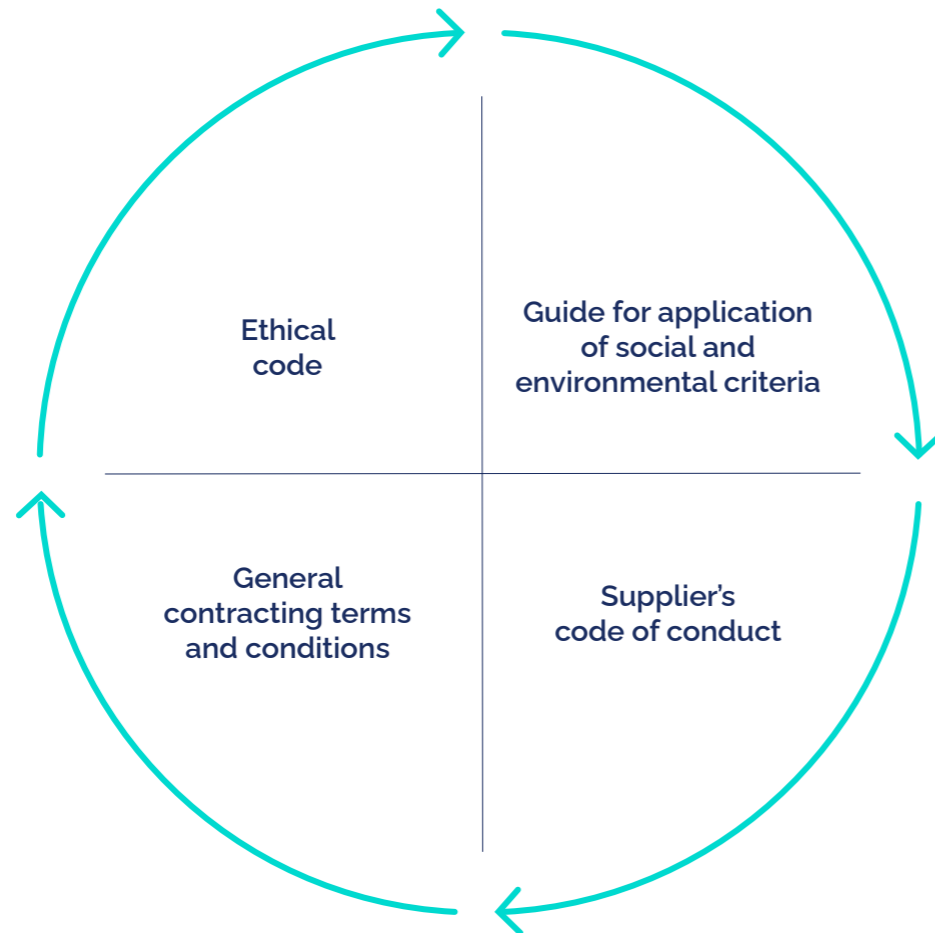 Ethical
code
Guide for application
of social and
environmental criteria
General
contracting terms
and conditions
Supplier’s
code of conduct